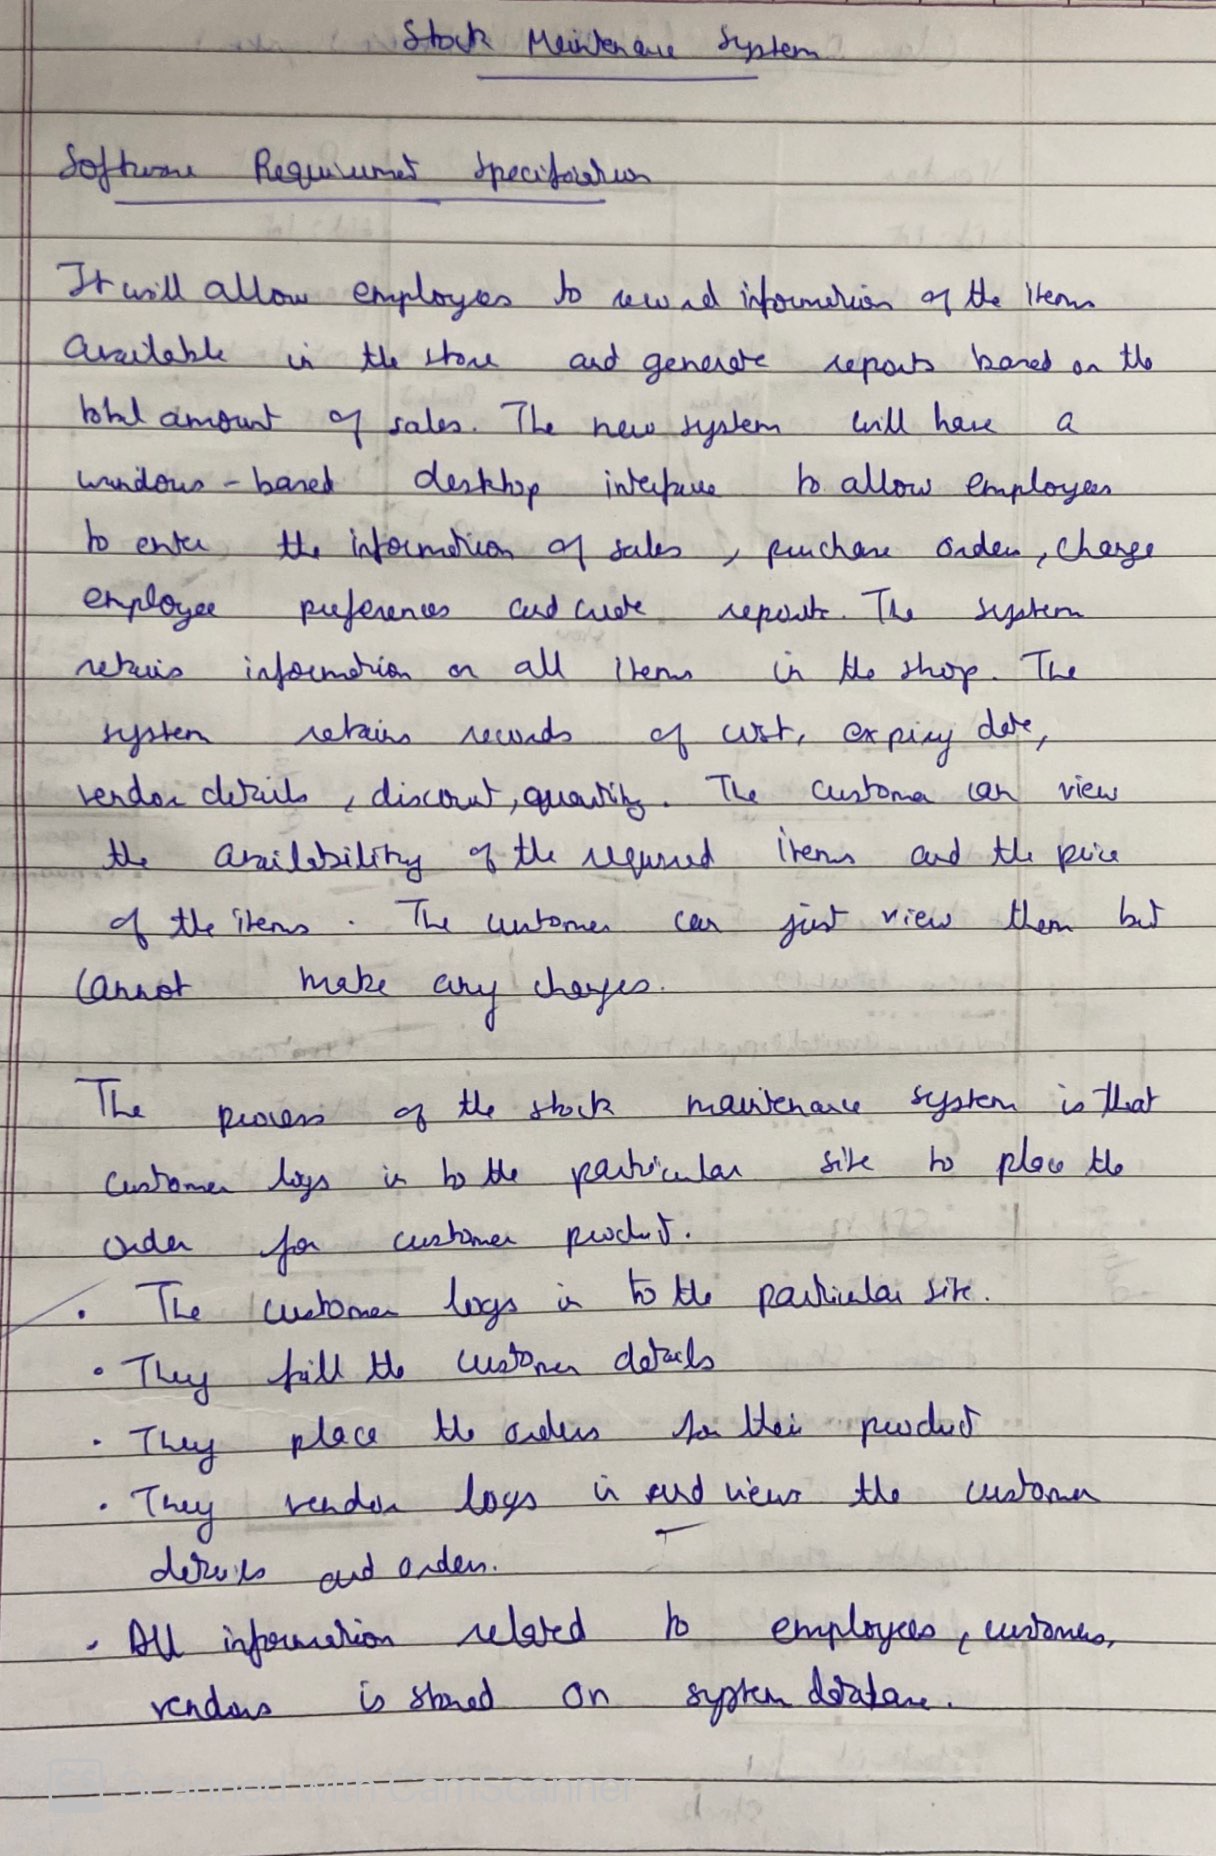 Stock Maintenance System
Software Requirement Specification
It will allow employees to record information of the items
available in the store and generate reports based on the
total amount of sales. The new system will have a
windows-based desktop interface to allow employees
to enter the information of sales, purchase orders, change
employee preferences and create reports. The system
retains information on all items in the shop. The
system retains records of cost, expiry date,
vendor details, discount, quantity. The customer can view
the availability of the required items and the price
of the items. The customer can just view them but
cannot make any changes.
The process of the stock maintenance system is that
customer logs in to the particular site to place the
order for customer product.
• The customer logs in to the particular site.
• They fill the customer details
• They place the orders for their product
• They vendor logs in and views the customer
details and orders.
• All information related to employees, customers,
vendors is stored on system database.
Scanned with CamScanner